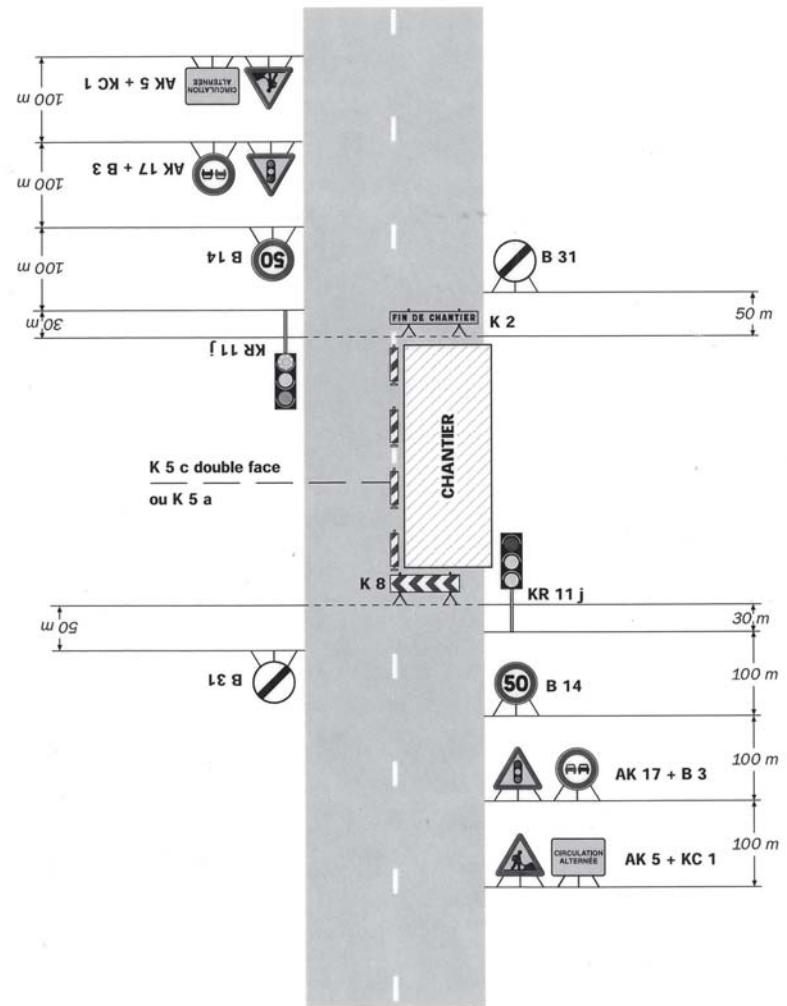 AK 5 + KC 1
CIRCULATION
ALTERNÉE
100 m
AK 17 + B 3
100 m
B 14
50
100 m
30 m
KR 11 j
B 31
50 m
FIN DE CHANTIER
K 2
CHANTIER
K 5 c double face
ou K 5 a
K 8
KR 11 j
30 m
50 m
B 31
50
B 14
100 m
AK 17 + B 3
100 m
CIRCULATION
ALTERNÉE
AK 5 + KC 1
100 m